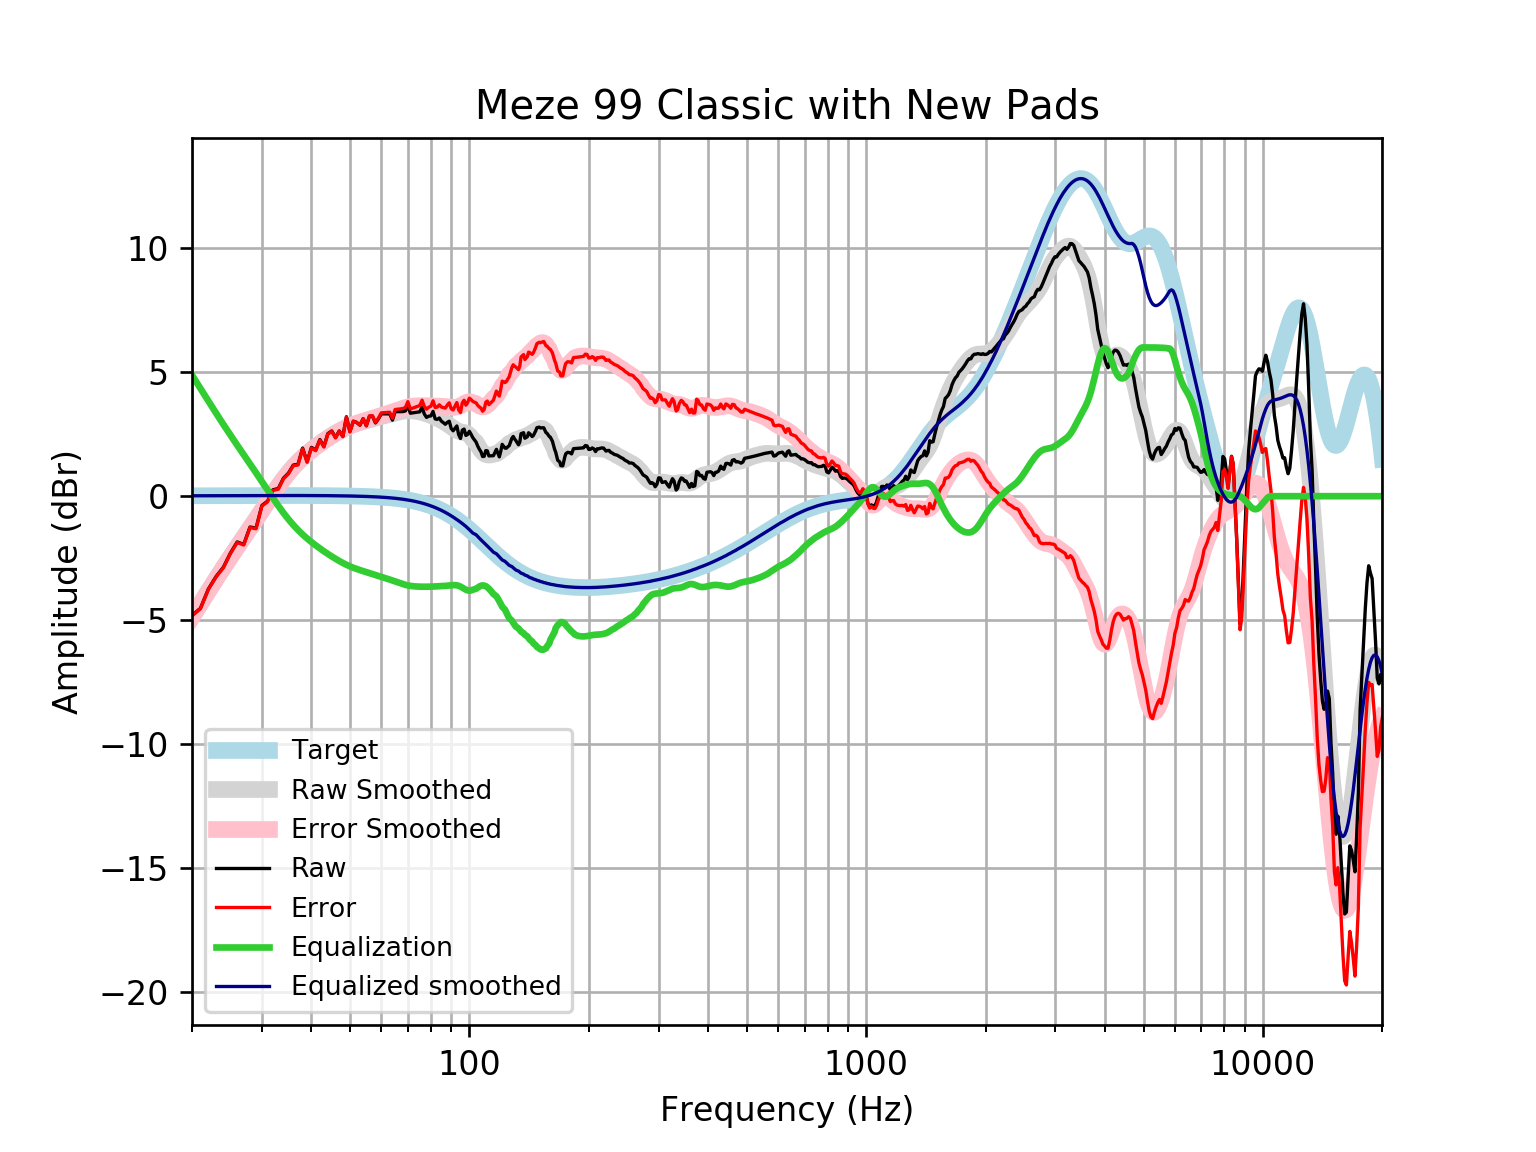 Meze 99 Classic with New Pads
Amplitude (dBr)
10
5
0
−5
−10
−15
−20
Target
Raw Smoothed
Error Smoothed
Raw
Error
Equalization
Equalized smoothed
100
1000
10000
Frequency (Hz)